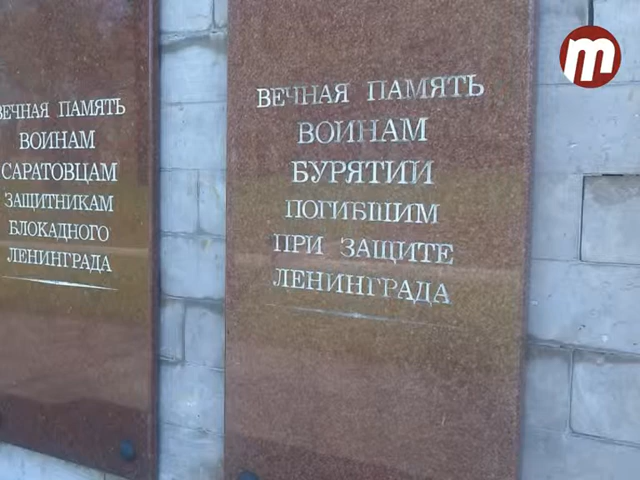 ВЕЧНАЯ ПАМЯТЬ
ВОИНАМ
САРАТОВЦАМ
ЗАЩИТНИКАМ
БЛОКАДНОГО
ЛЕНИНГРАДА
ВЕЧНАЯ ПАМЯТЬ
ВОИНАМ
БУРЯТИИ
ПОГИБШИМ
ПРИ ЗАЩИТЕ
ЛЕНИНГРАДА
m